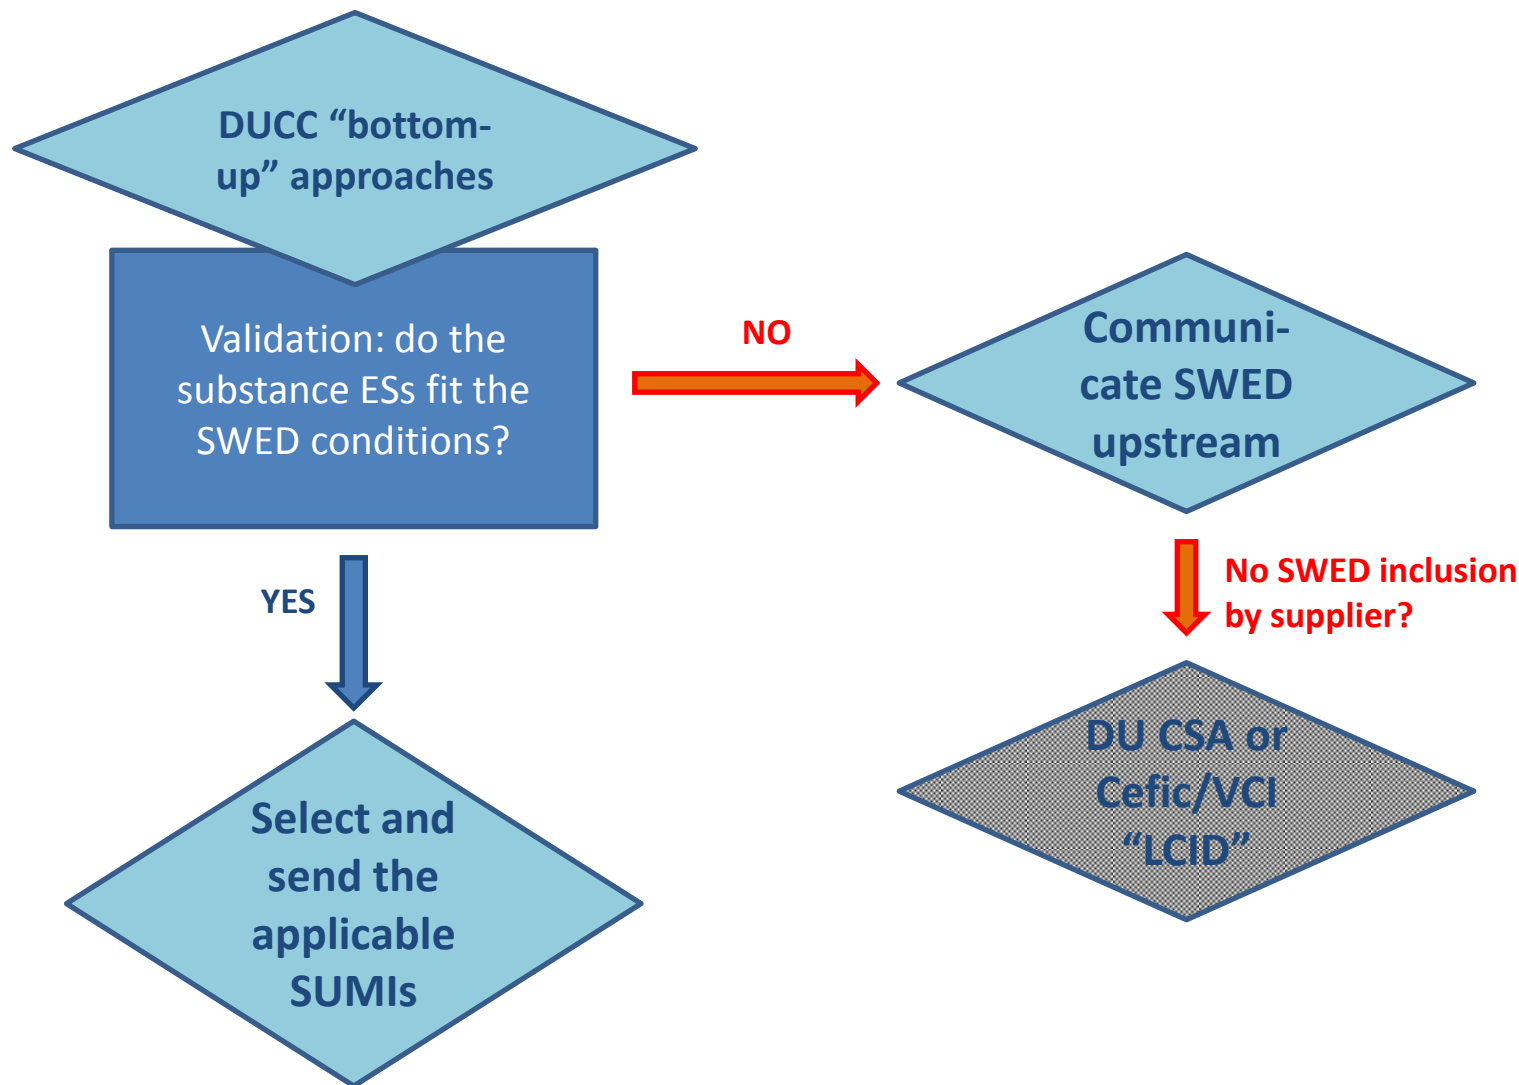 DUCC “bottom-
up” approaches
Validation: do the
substance ESs fit the
SWED conditions?
NO
Communi-
cate SWED
upstream
YES
No SWED inclusion
by supplier?
Select and
send the
applicable
SUMIs
DU CSA or
Cefic/VCI
“LCID”